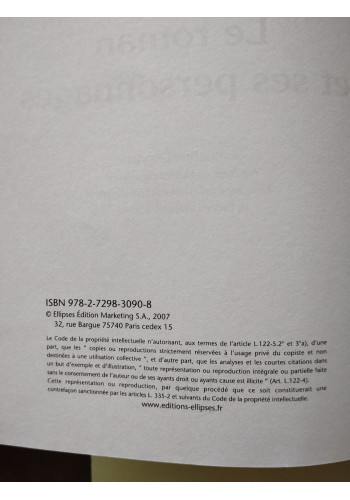 Le roman
et ses personnages
ISBN 978-2-7298-3090-8
© Ellipses Édition Marketing S.A., 2007
32, rue Bargue 75740 Paris cedex 15
Le Code de la propriété intellectuelle n'autorisant, aux termes de l'article L.122-5.2° et 3°a), d'une
part, que les " copies ou reproductions strictement réservées à l'usage privé du copiste et non
destinées à une utilisation collective ", et d'autre part, que les analyses et les courtes citations dans
un but d'exemple et d'illustration, " toute représentation ou reproduction intégrale ou partielle faite
sans le consentement de l'auteur ou de ses ayants droit ou ayants cause est illicite " (Art. L.122-4).
Cette représentation ou reproduction, par quelque procédé que ce soit constituerait une
contrefaçon sanctionnée par les articles L. 335-2 et suivants du Code de la propriété intellectuelle.
www.editions-ellipses.fr